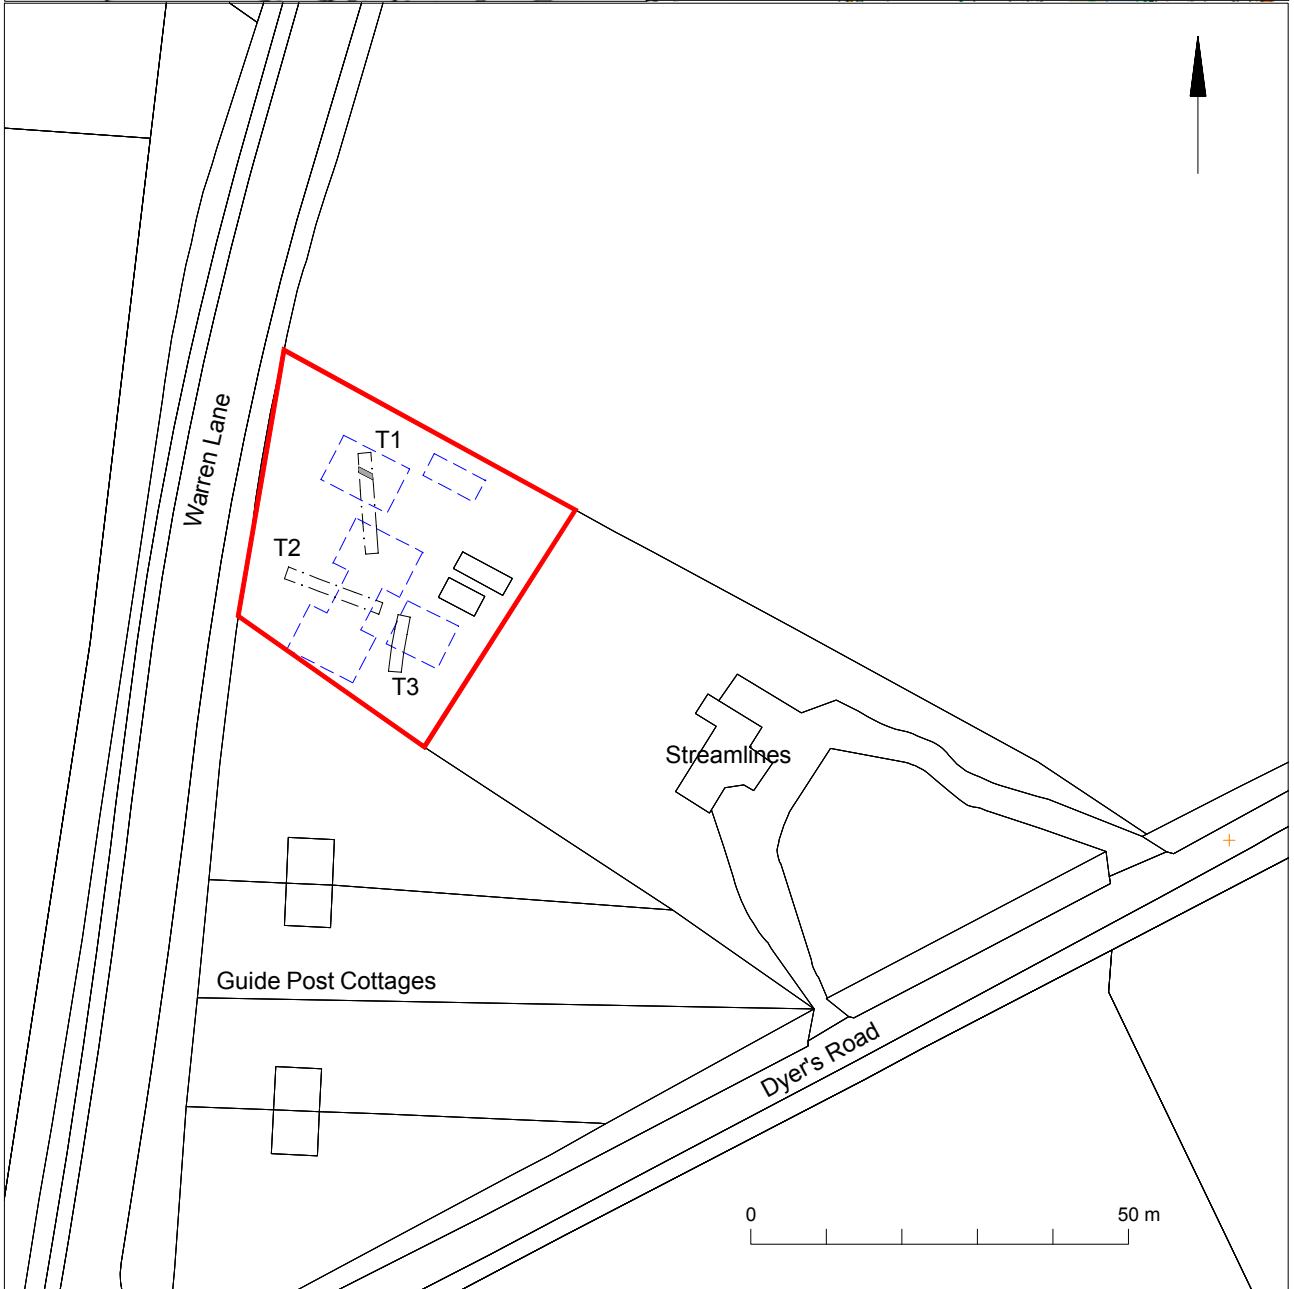 Warren Lane
T1
T2
T3
Streamlines
Guide Post Cottages
Dyer's Road
0 50 m